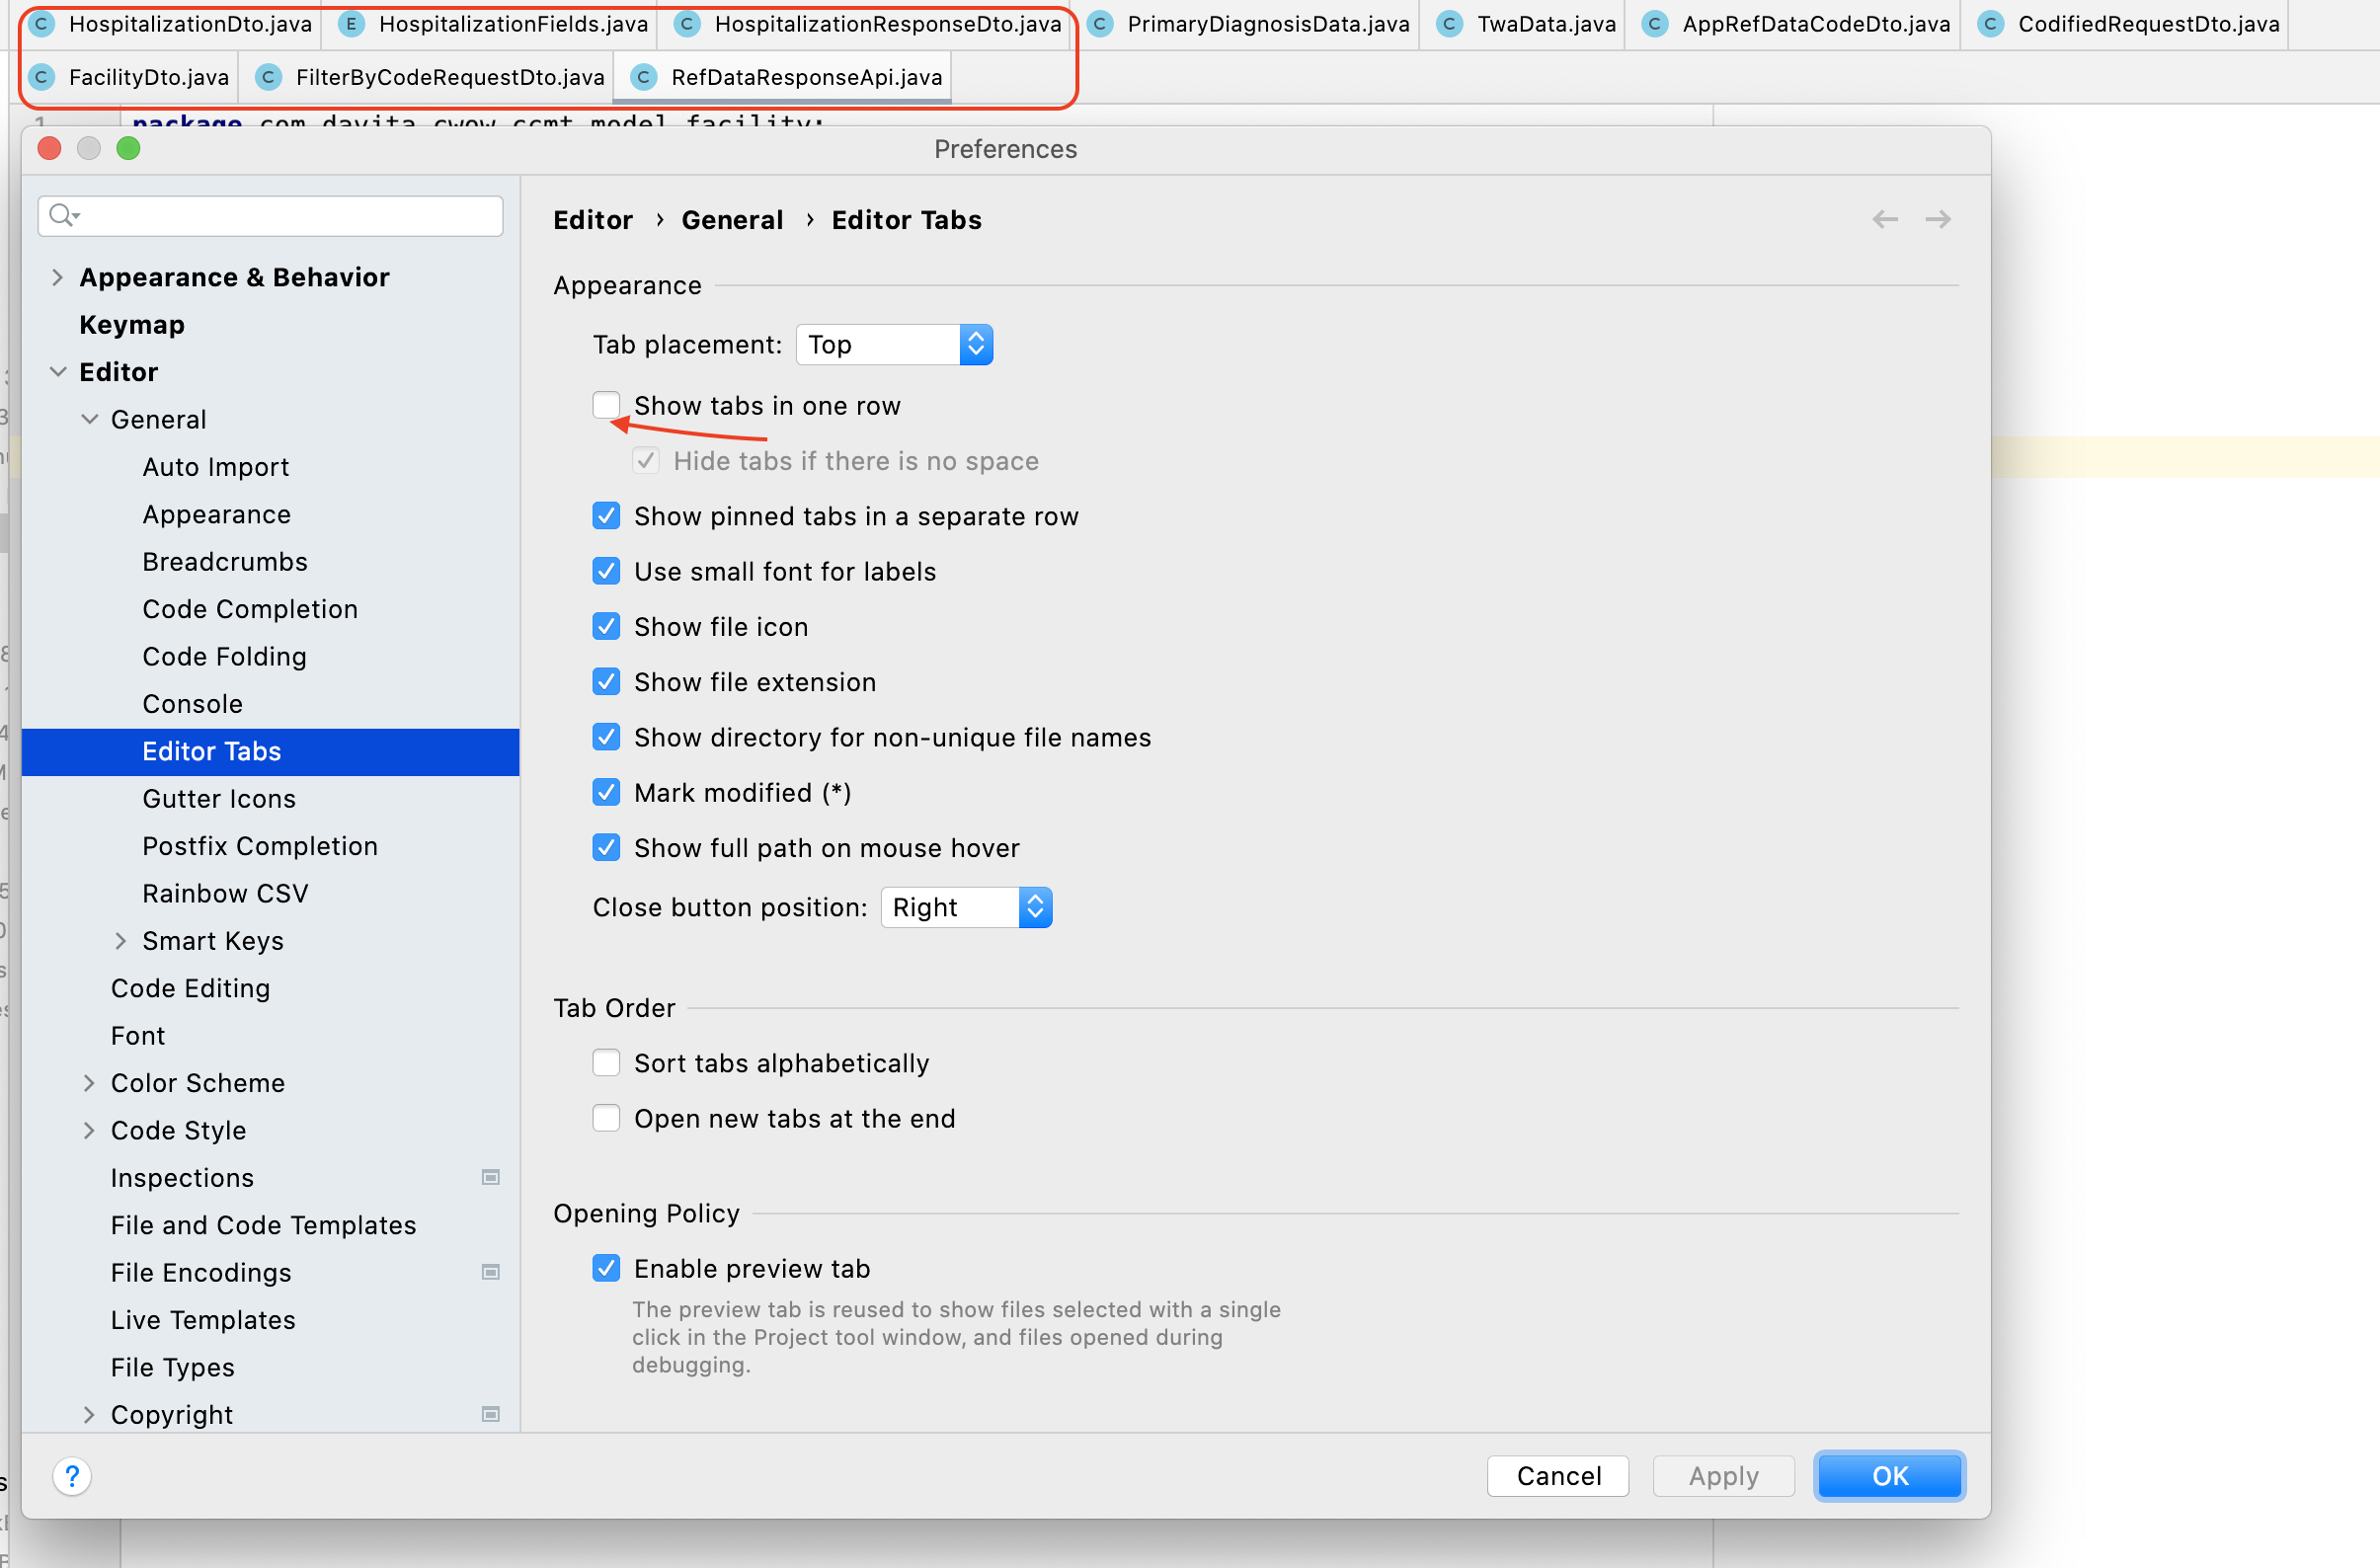 C HospitalizationDto.java E HospitalizationFields.java C HospitalizationResponseDto.java C PrimaryDiagnosisData.java C TwaData.java C AppRefDataCodeDto.java C CodifiedRequestDto.java
C FacilityDto.java C FilterByCodeRequestDto.java C RefDataResponseApi.java
1 package com.davita.cwow.ccmt.model.facility;
Preferences
Editor › General › Editor Tabs
Appearance & Behavior
Keymap
Editor
General
Auto Import
Appearance
Breadcrumbs
Code Completion
Code Folding
Console
Editor Tabs
Gutter Icons
Postfix Completion
Rainbow CSV
Smart Keys
Code Editing
Font
Color Scheme
Code Style
Inspections
File and Code Templates
File Encodings
Live Templates
File Types
Copyright
Appearance
Tab placement: Top
Show tabs in one row
Hide tabs if there is no space
Show pinned tabs in a separate row
Use small font for labels
Show file icon
Show file extension
Show directory for non-unique file names
Mark modified (*)
Show full path on mouse hover
Close button position: Right
Tab Order
Sort tabs alphabetically
Open new tabs at the end
Opening Policy
Enable preview tab
The preview tab is reused to show files selected with a single
click in the Project tool window, and files opened during
debugging.
? Cancel Apply OK